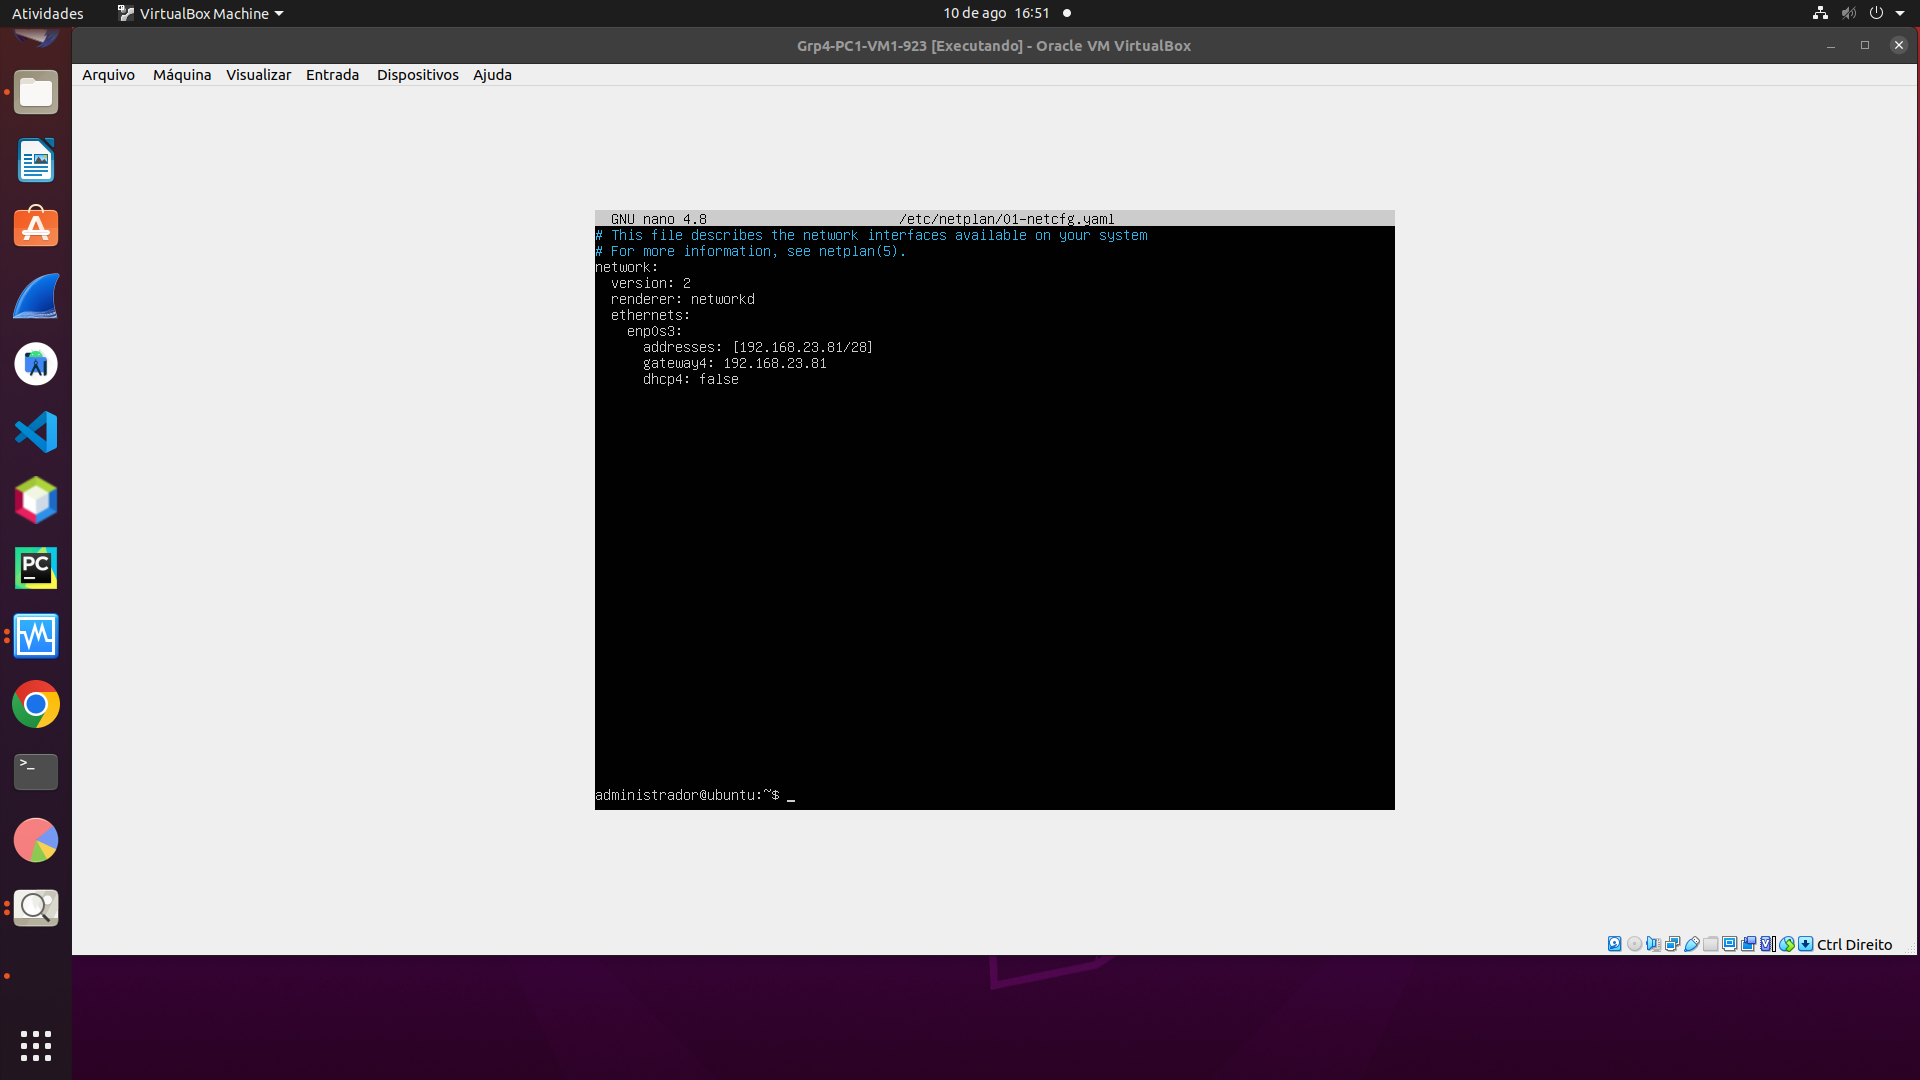 Atividades
VirtualBox Machine
10 de ago 16:51
Grp4-PC1-VM1-923 [Executando] - Oracle VM VirtualBox
Arquivo Máquina Visualizar Entrada Dispositivos Ajuda
GNU nano 4.8 /etc/netplan/01-netcfg.yaml
# This file describes the network interfaces available on your system
# For more information, see netplan(5).
network:
version: 2
renderer: networkd
ethernets:
enp0s3:
addresses: [192.168.23.81/28]
gateway4: 192.168.23.81
dhcp4: false
PC
>_
administrador@ubuntu:~$ _
Ctrl Direito